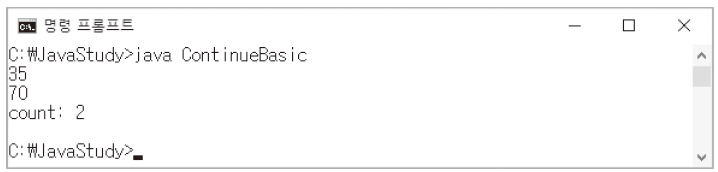 명령 프롬프트
C:₩JavaStudy>java ContinueBasic
35
70
count: 2
C:₩JavaStudy>_